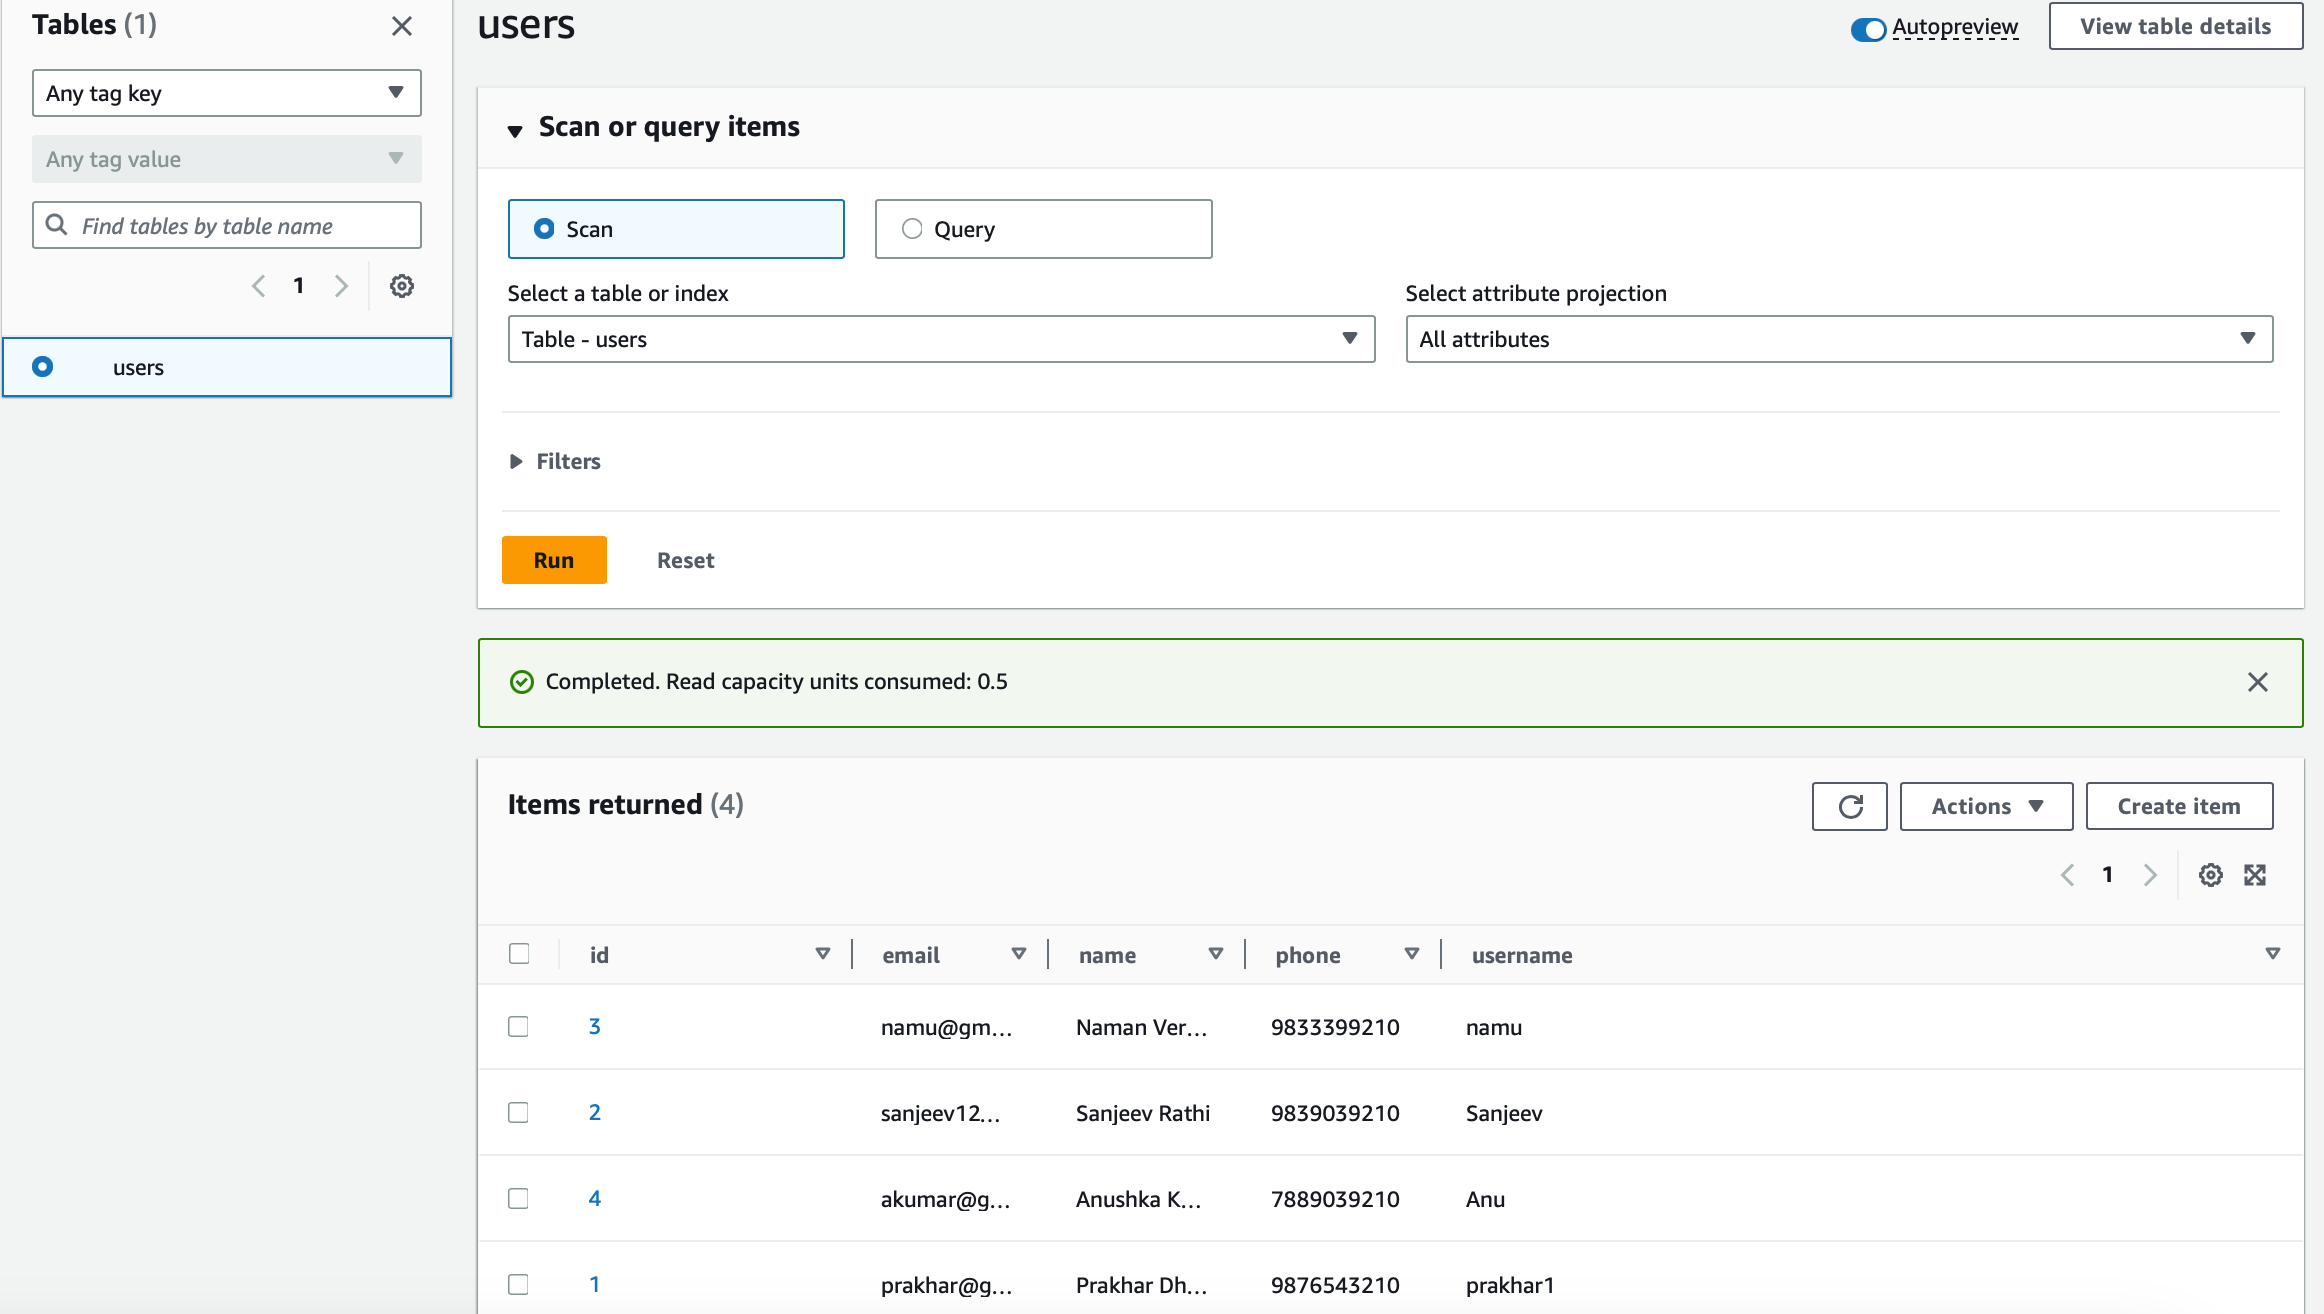 Tables (1)
Any tag key
Any tag value
Find tables by table name
1
users
users
Autopreview
View table details
Scan or query items
Scan
Query
Select a table or index
Select attribute projection
Table - users
All attributes
Filters
Run
Reset
Completed. Read capacity units consumed: 0.5
Items returned (4)
Actions
Create item
1
id email name phone username
3 namu@gm... Naman Ver... 9833399210 namu
2 sanjeev12... Sanjeev Rathi 9839039210 Sanjeev
4 akumar@g... Anushka K... 7889039210 Anu
1 prakhar@g... Prakhar Dh... 9876543210 prakhar1